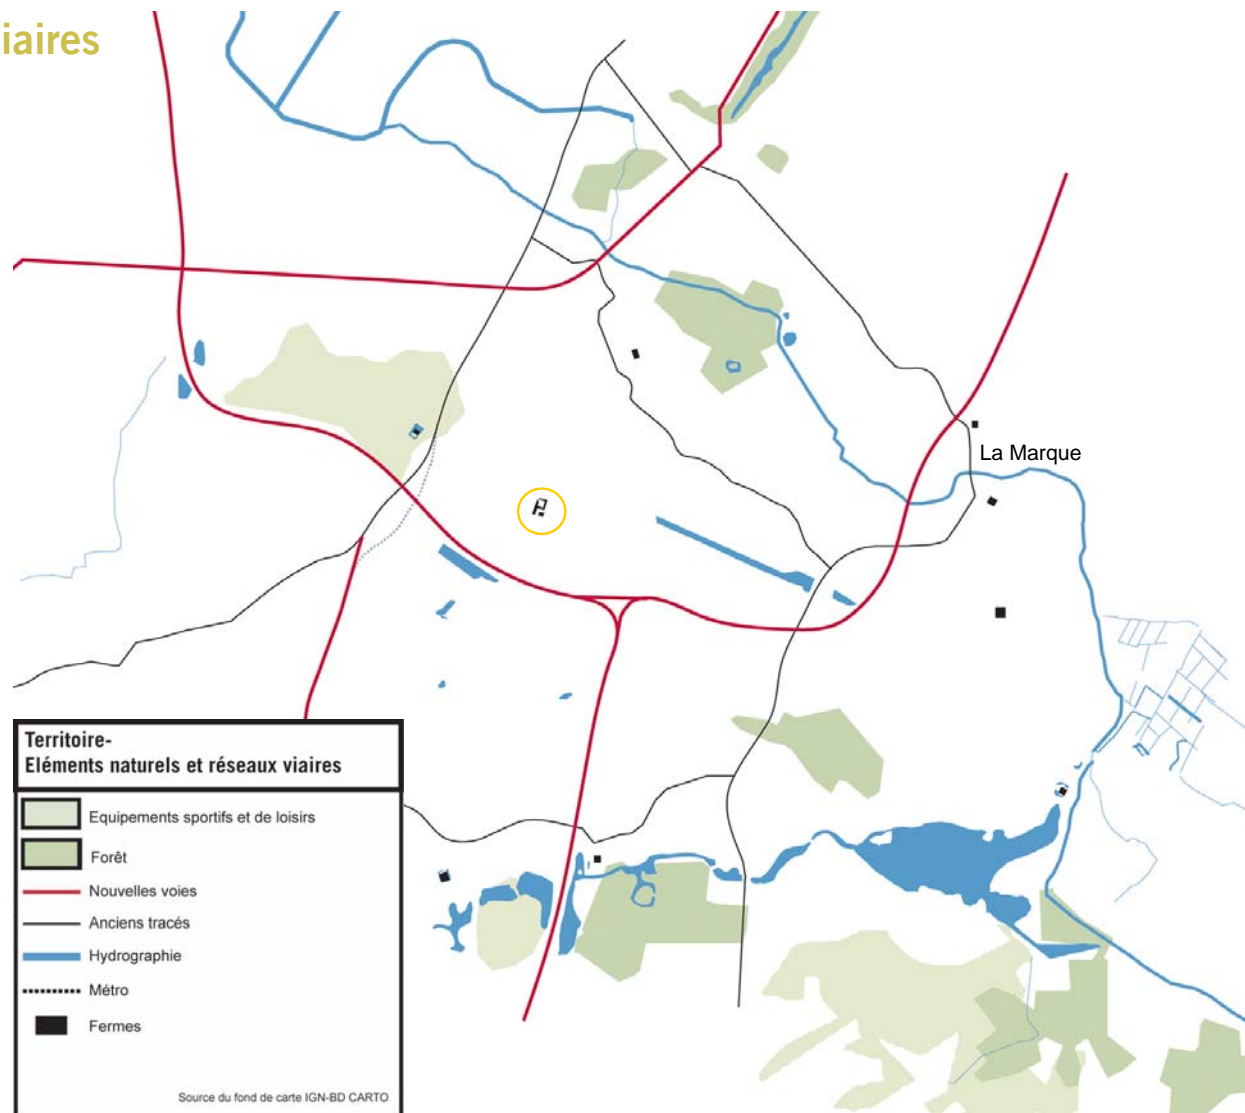 iaires
La Marque
Territoire-
Eléments naturels et réseaux viaires
Equipements sportifs et de loisirs
Forêt
Nouvelles voies
Anciens tracés
Hydrographie
Métro
Fermes
Source du fond de carte IGN-BD CARTO